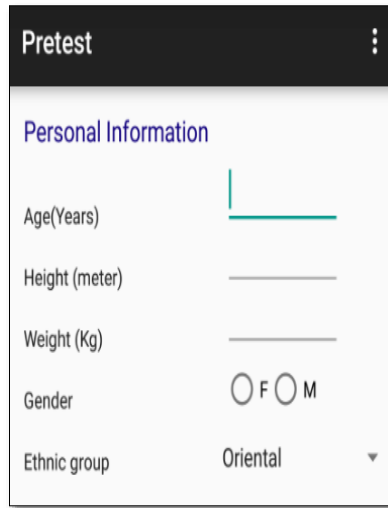 Pretest
Personal Information
Age(Years)
Height (meter)
Weight (Kg)
Gender F M
Ethnic group Oriental